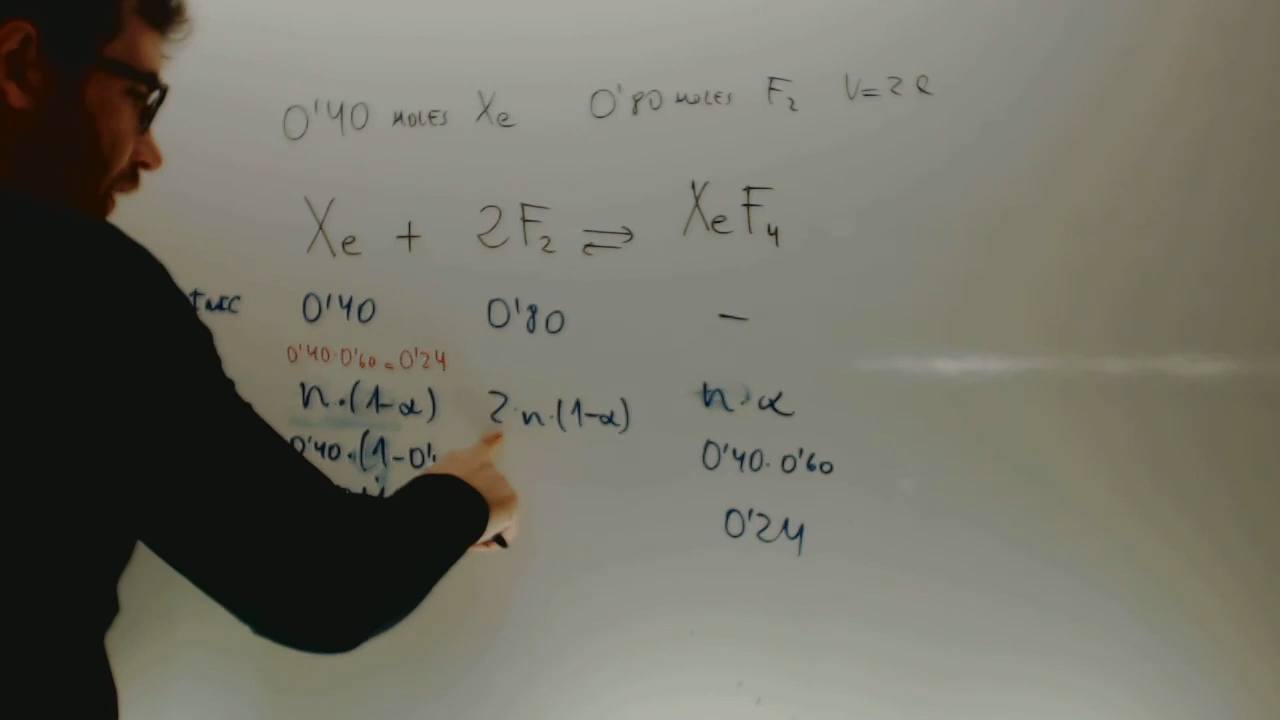 0'40 MOLES Xe 0'80 MOLES F₂ V=2ℓ
Xe + 2F₂ ⇌ XeF₄
INIC 0'40 0'80 —
0'40·0'60=0'24
n·(1-α) 2·n·(1-α) n·α
0'40·(1-0' 0'40·0'60
0'24